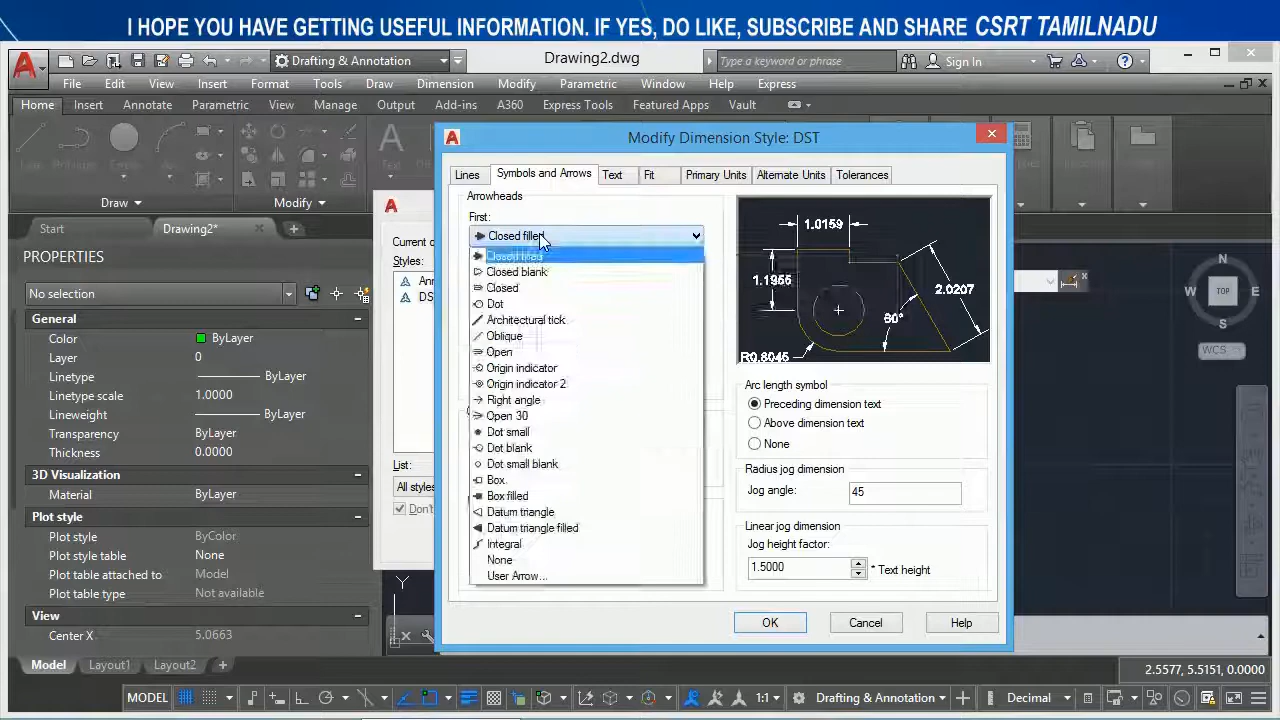 I HOPE YOU HAVE GETTING USEFUL INFORMATION. IF YES, DO LIKE, SUBSCRIBE AND SHARE CSRT TAMILNADU
Drafting & Annotation
Drawing2.dwg
Type a keyword or phrase
Sign In
File Edit View Insert Format Tools Draw Dimension Modify Parametric Window Help Express
Home Insert Annotate Parametric View Manage Output Add-ins A360 Express Tools Featured Apps Vault
Draw
Modify
Start
Drawing2*
PROPERTIES
No selection
General
Color ByLayer
Layer 0
Linetype ByLayer
Linetype scale 1.0000
Lineweight ByLayer
Transparency ByLayer
Thickness 0.0000
3D Visualization
Material ByLayer
Plot style
Plot style ByColor
Plot style table None
Plot table attached to Model
Plot table type Not available
View
Center X 5.0663
Current
Styles:
DS
List:
All styles
Modify Dimension Style: DST
Lines Symbols and Arrows Text Fit Primary Units Alternate Units Tolerances
Arrowheads
First:
Closed filled
Closed filled
Closed blank
Closed
Dot
Architectural tick
Oblique
Open
Origin indicator
Origin indicator 2
Right angle
Open 30
Dot small
Dot blank
Dot small blank
Box
Box filled
Datum triangle
Datum triangle filled
Integral
None
User Arrow...
1.0159
1.1955
2.0207
60°
R0.8045
Arc length symbol
Preceding dimension text
Above dimension text
None
Radius jog dimension
Jog angle: 45
Linear jog dimension
Jog height factor:
1.5000 * Text height
OK Cancel Help
N
W TOP E
S
WCS
Y
Model Layout1 Layout2 +
2.5577, 5.5151, 0.0000
MODEL
1:1
Drafting & Annotation
Decimal